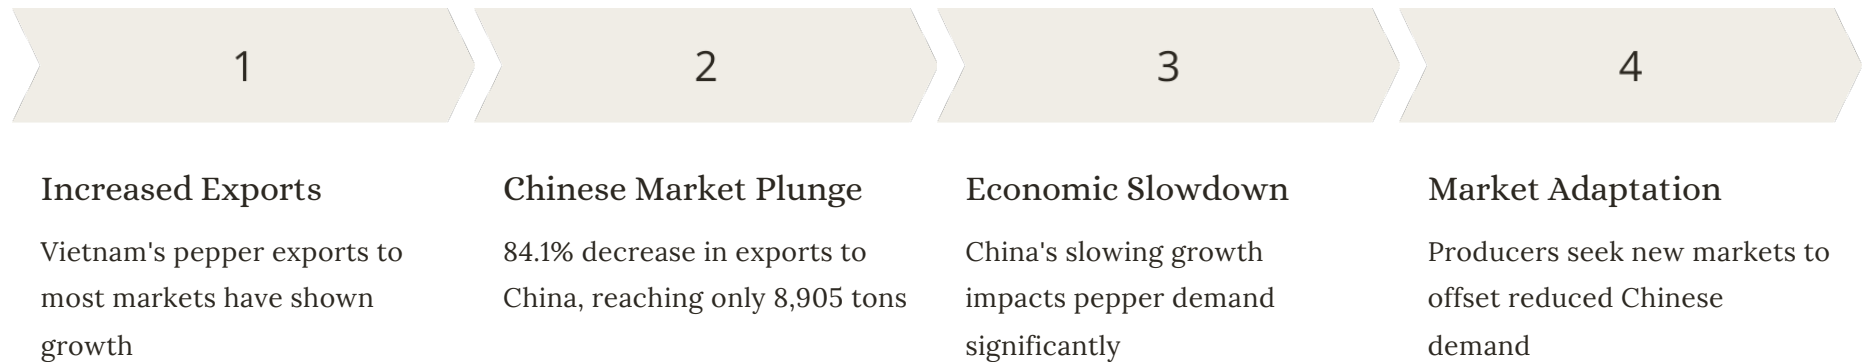 1
2
3
4
Increased Exports
Vietnam's pepper exports to
most markets have shown
growth
Chinese Market Plunge
84.1% decrease in exports to
China, reaching only 8,905 tons
Economic Slowdown
China's slowing growth
impacts pepper demand
significantly
Market Adaptation
Producers seek new markets to
offset reduced Chinese
demand